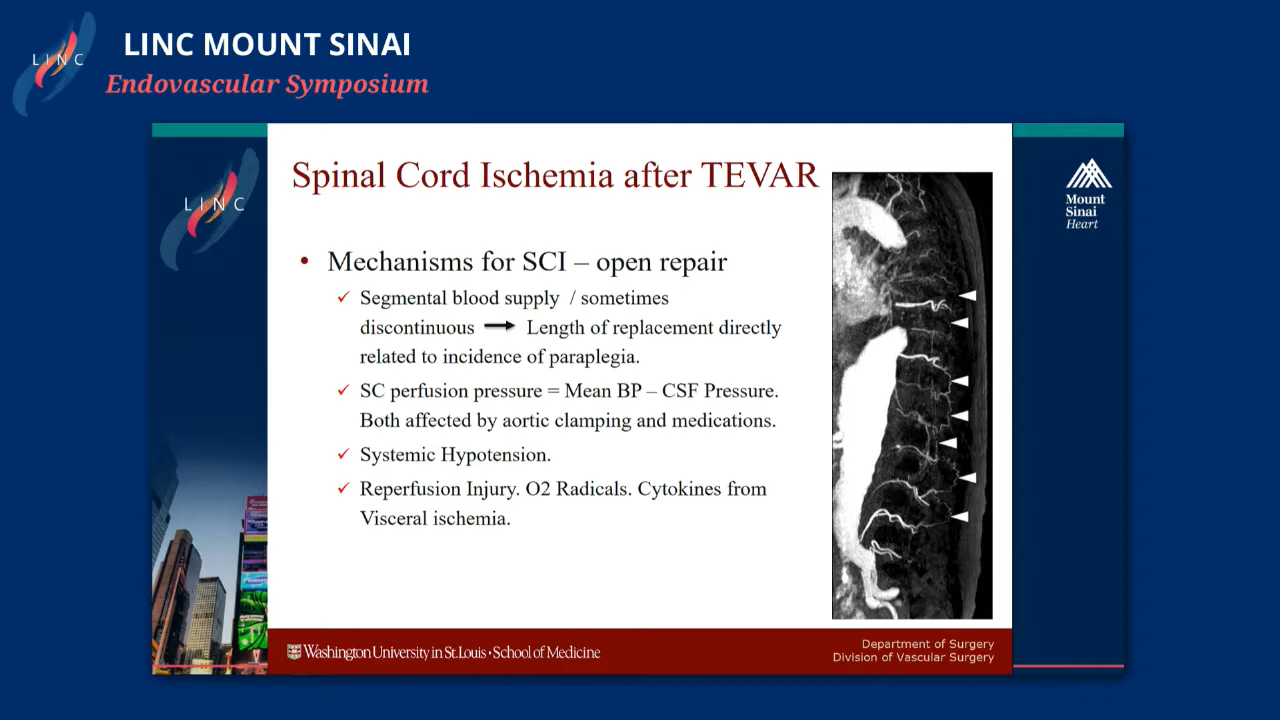 LINC
LINC MOUNT SINAI
Endovascular Symposium
LINC
Mount
Sinai
Heart
Spinal Cord Ischemia after TEVAR
• Mechanisms for SCI – open repair
✓ Segmental blood supply / sometimes
discontinuous → Length of replacement directly
related to incidence of paraplegia.
✓ SC perfusion pressure = Mean BP – CSF Pressure.
Both affected by aortic clamping and medications.
✓ Systemic Hypotension.
✓ Reperfusion Injury. O2 Radicals. Cytokines from
Visceral ischemia.
Washington University in St. Louis • School of Medicine
Department of Surgery
Division of Vascular Surgery